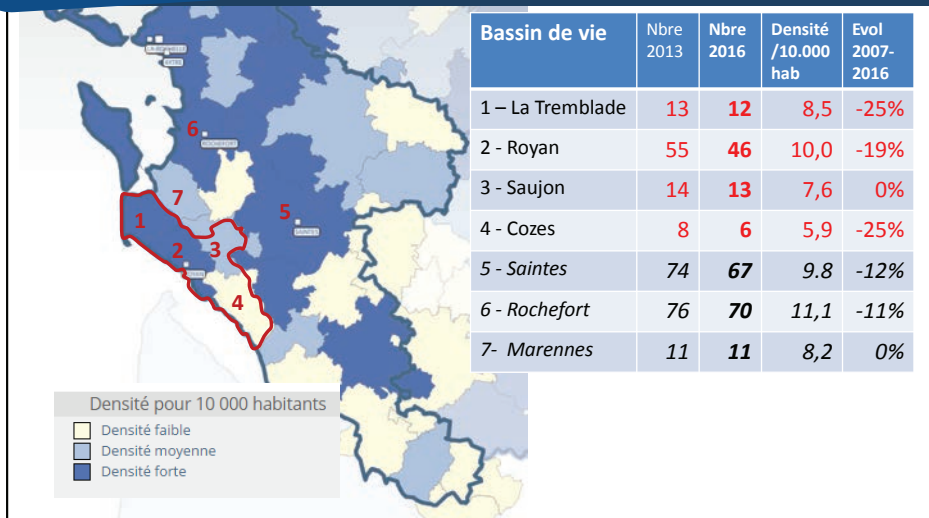 LA ROCHELLE
AYTRE
6
ROCHEFORT
7
1
5
SAINTES
2
3
ROYAN
4
Densité pour 10 000 habitants
Densité faible
Densité moyenne
Densité forte
Bassin de vie Nbre 2013 Nbre 2016 Densité /10.000 hab Evol 2007-2016
1 – La Tremblade 13 12 8,5 -25%
2 - Royan 55 46 10,0 -19%
3 - Saujon 14 13 7,6 0%
4 - Cozes 8 6 5,9 -25%
5 - Saintes 74 67 9.8 -12%
6 - Rochefort 76 70 11,1 -11%
7- Marennes 11 11 8,2 0%